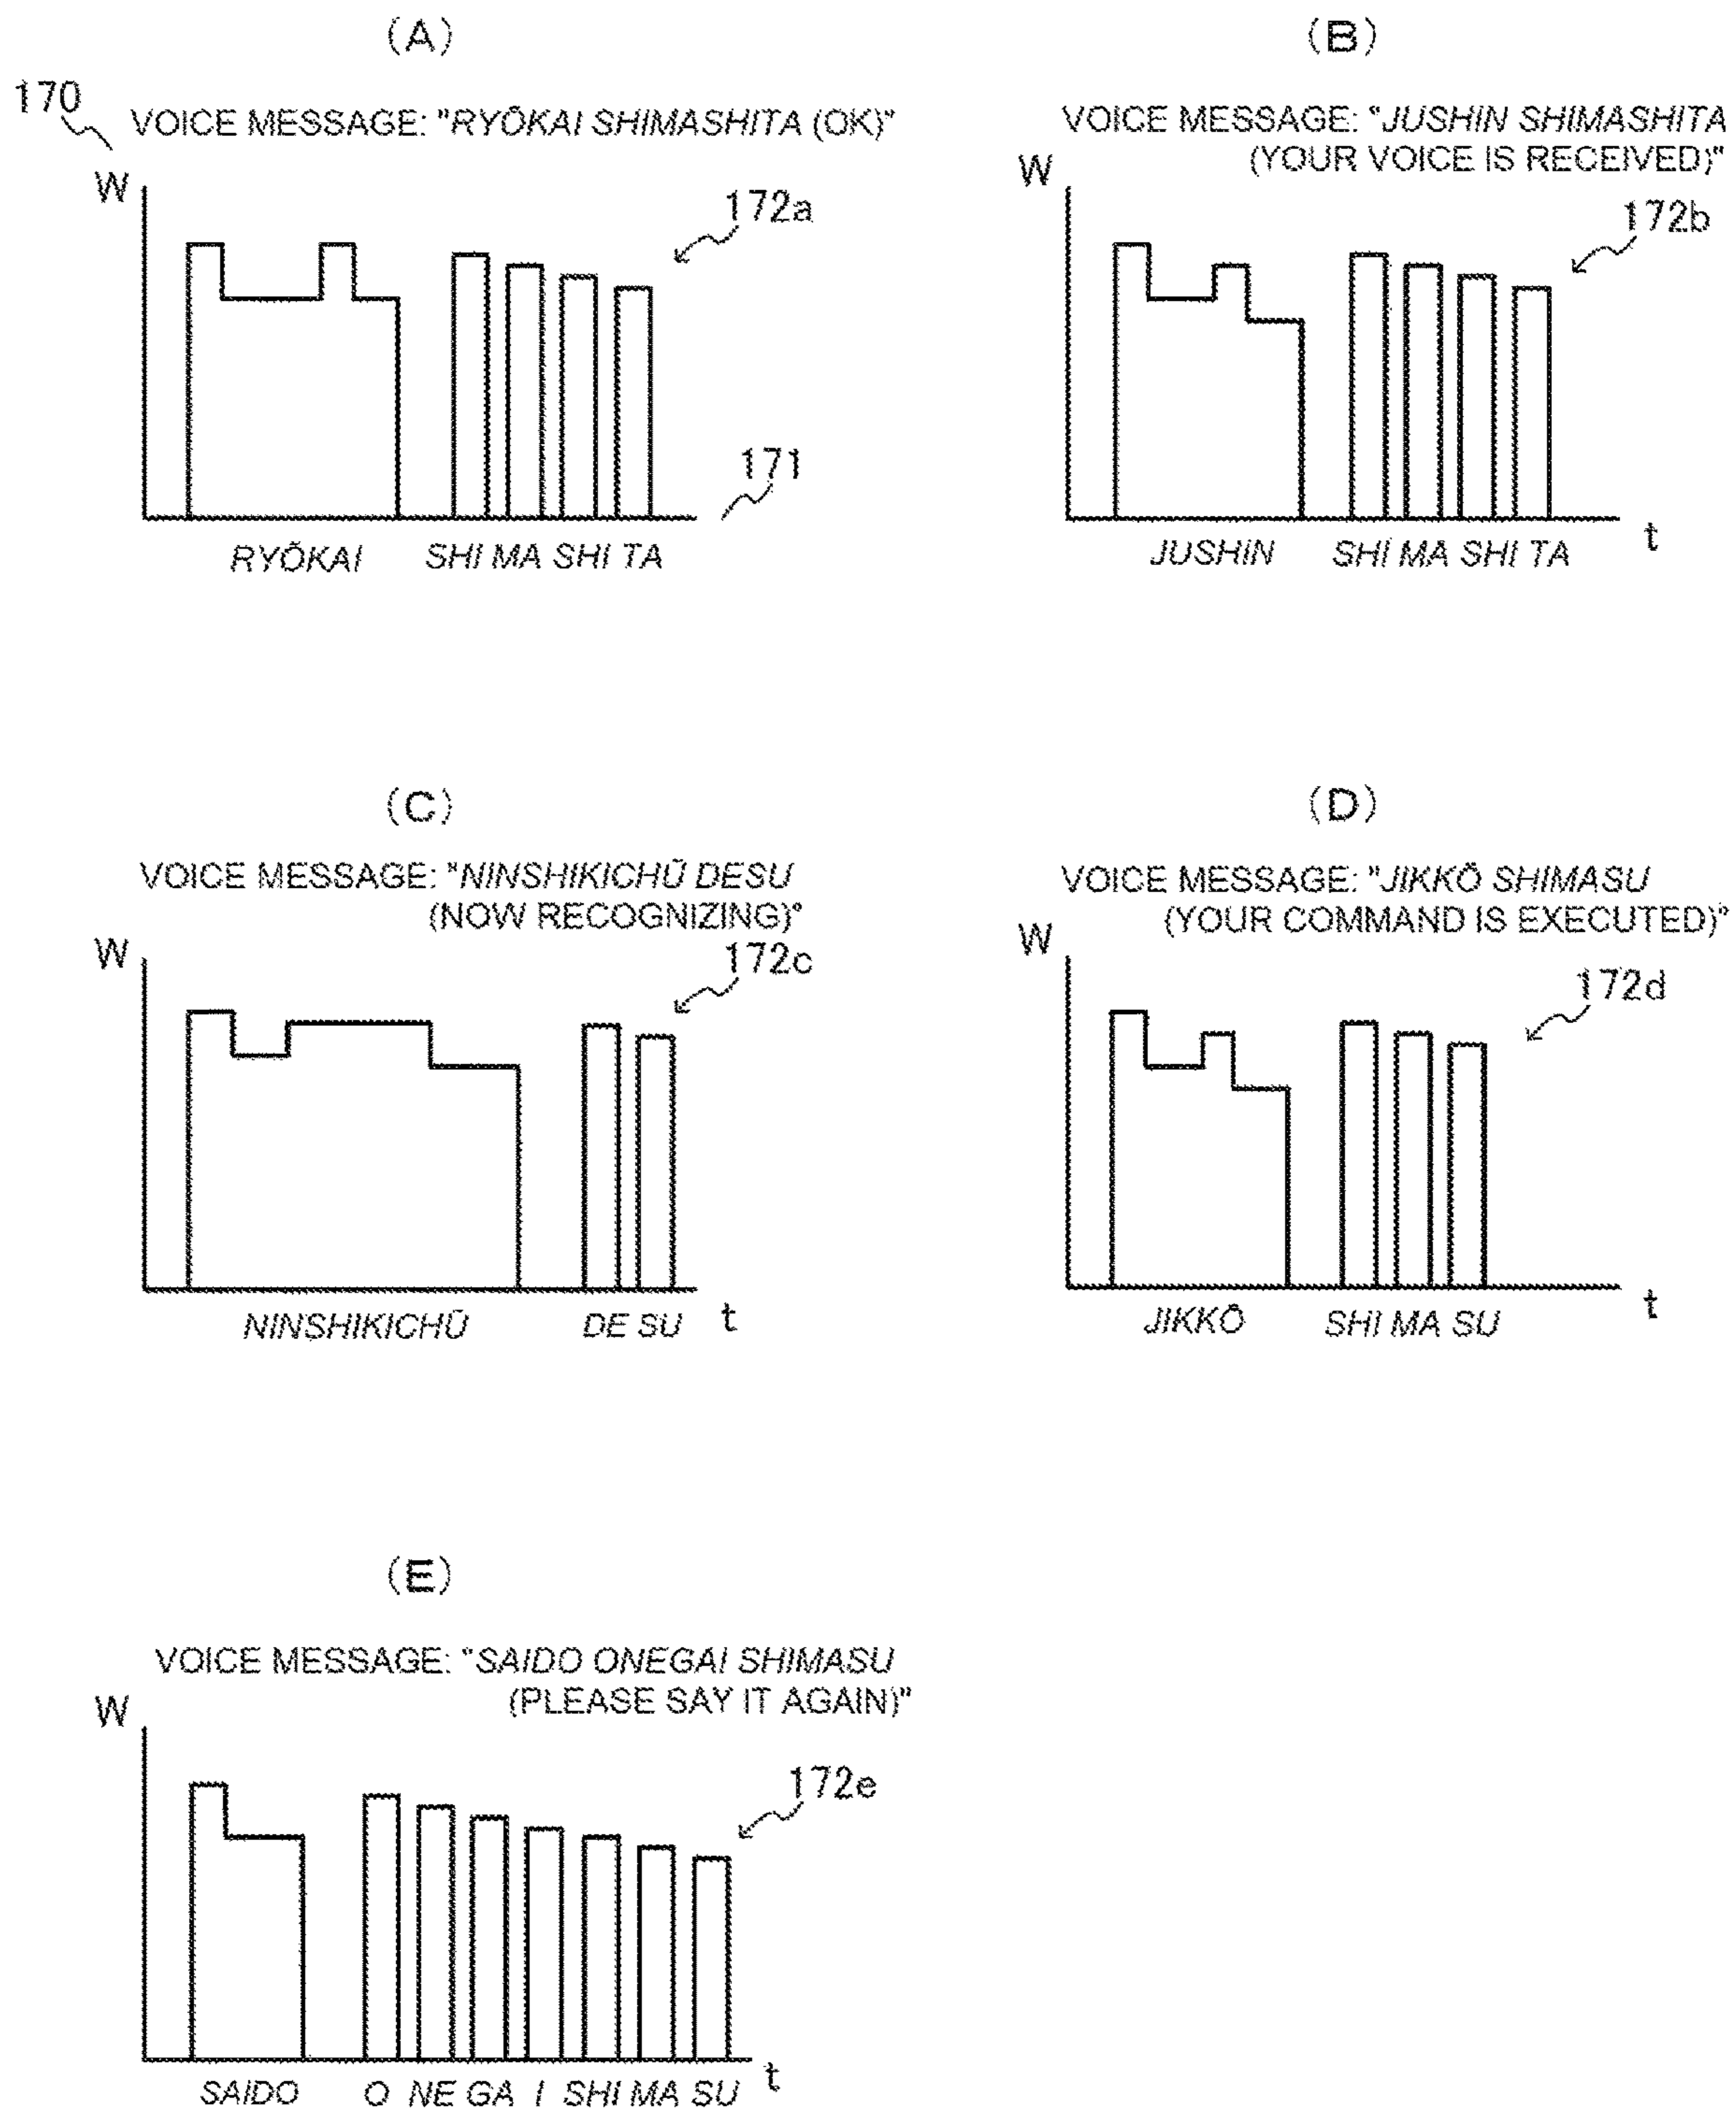 (A)
170
VOICE MESSAGE: "RYŌKAI SHIMASHITA (OK)"
W
172a
171
RYŌKAI SHI MA SHI TA
(B)
VOICE MESSAGE: "JUSHIN SHIMASHITA
(YOUR VOICE IS RECEIVED)"
W
172b
t
JUSHIN SHI MA SHI TA
(C)
VOICE MESSAGE: "NINSHIKICHŪ DESU
(NOW RECOGNIZING)"
W
172c
NINSHIKICHŪ DE SU t
(D)
VOICE MESSAGE: "JIKKŌ SHIMASU
(YOUR COMMAND IS EXECUTED)"
W
172d
t
JIKKŌ SHI MA SU
(E)
VOICE MESSAGE: "SAIDO ONEGAI SHIMASU
(PLEASE SAY IT AGAIN)"
W
172e
t
SAIDO O NE GA I SHI MA SU